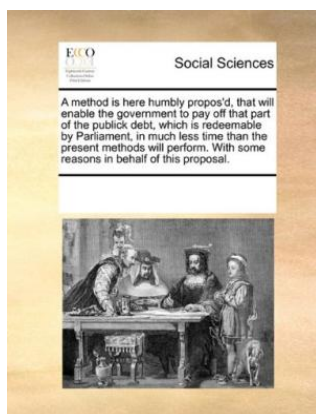 ECCO
Social Sciences
A method is here humbly propos'd, that will
enable the government to pay off that part
of the publick debt, which is redeemable
by Parliament, in much less time than the
present methods will perform. With some
reasons in behalf of this proposal.